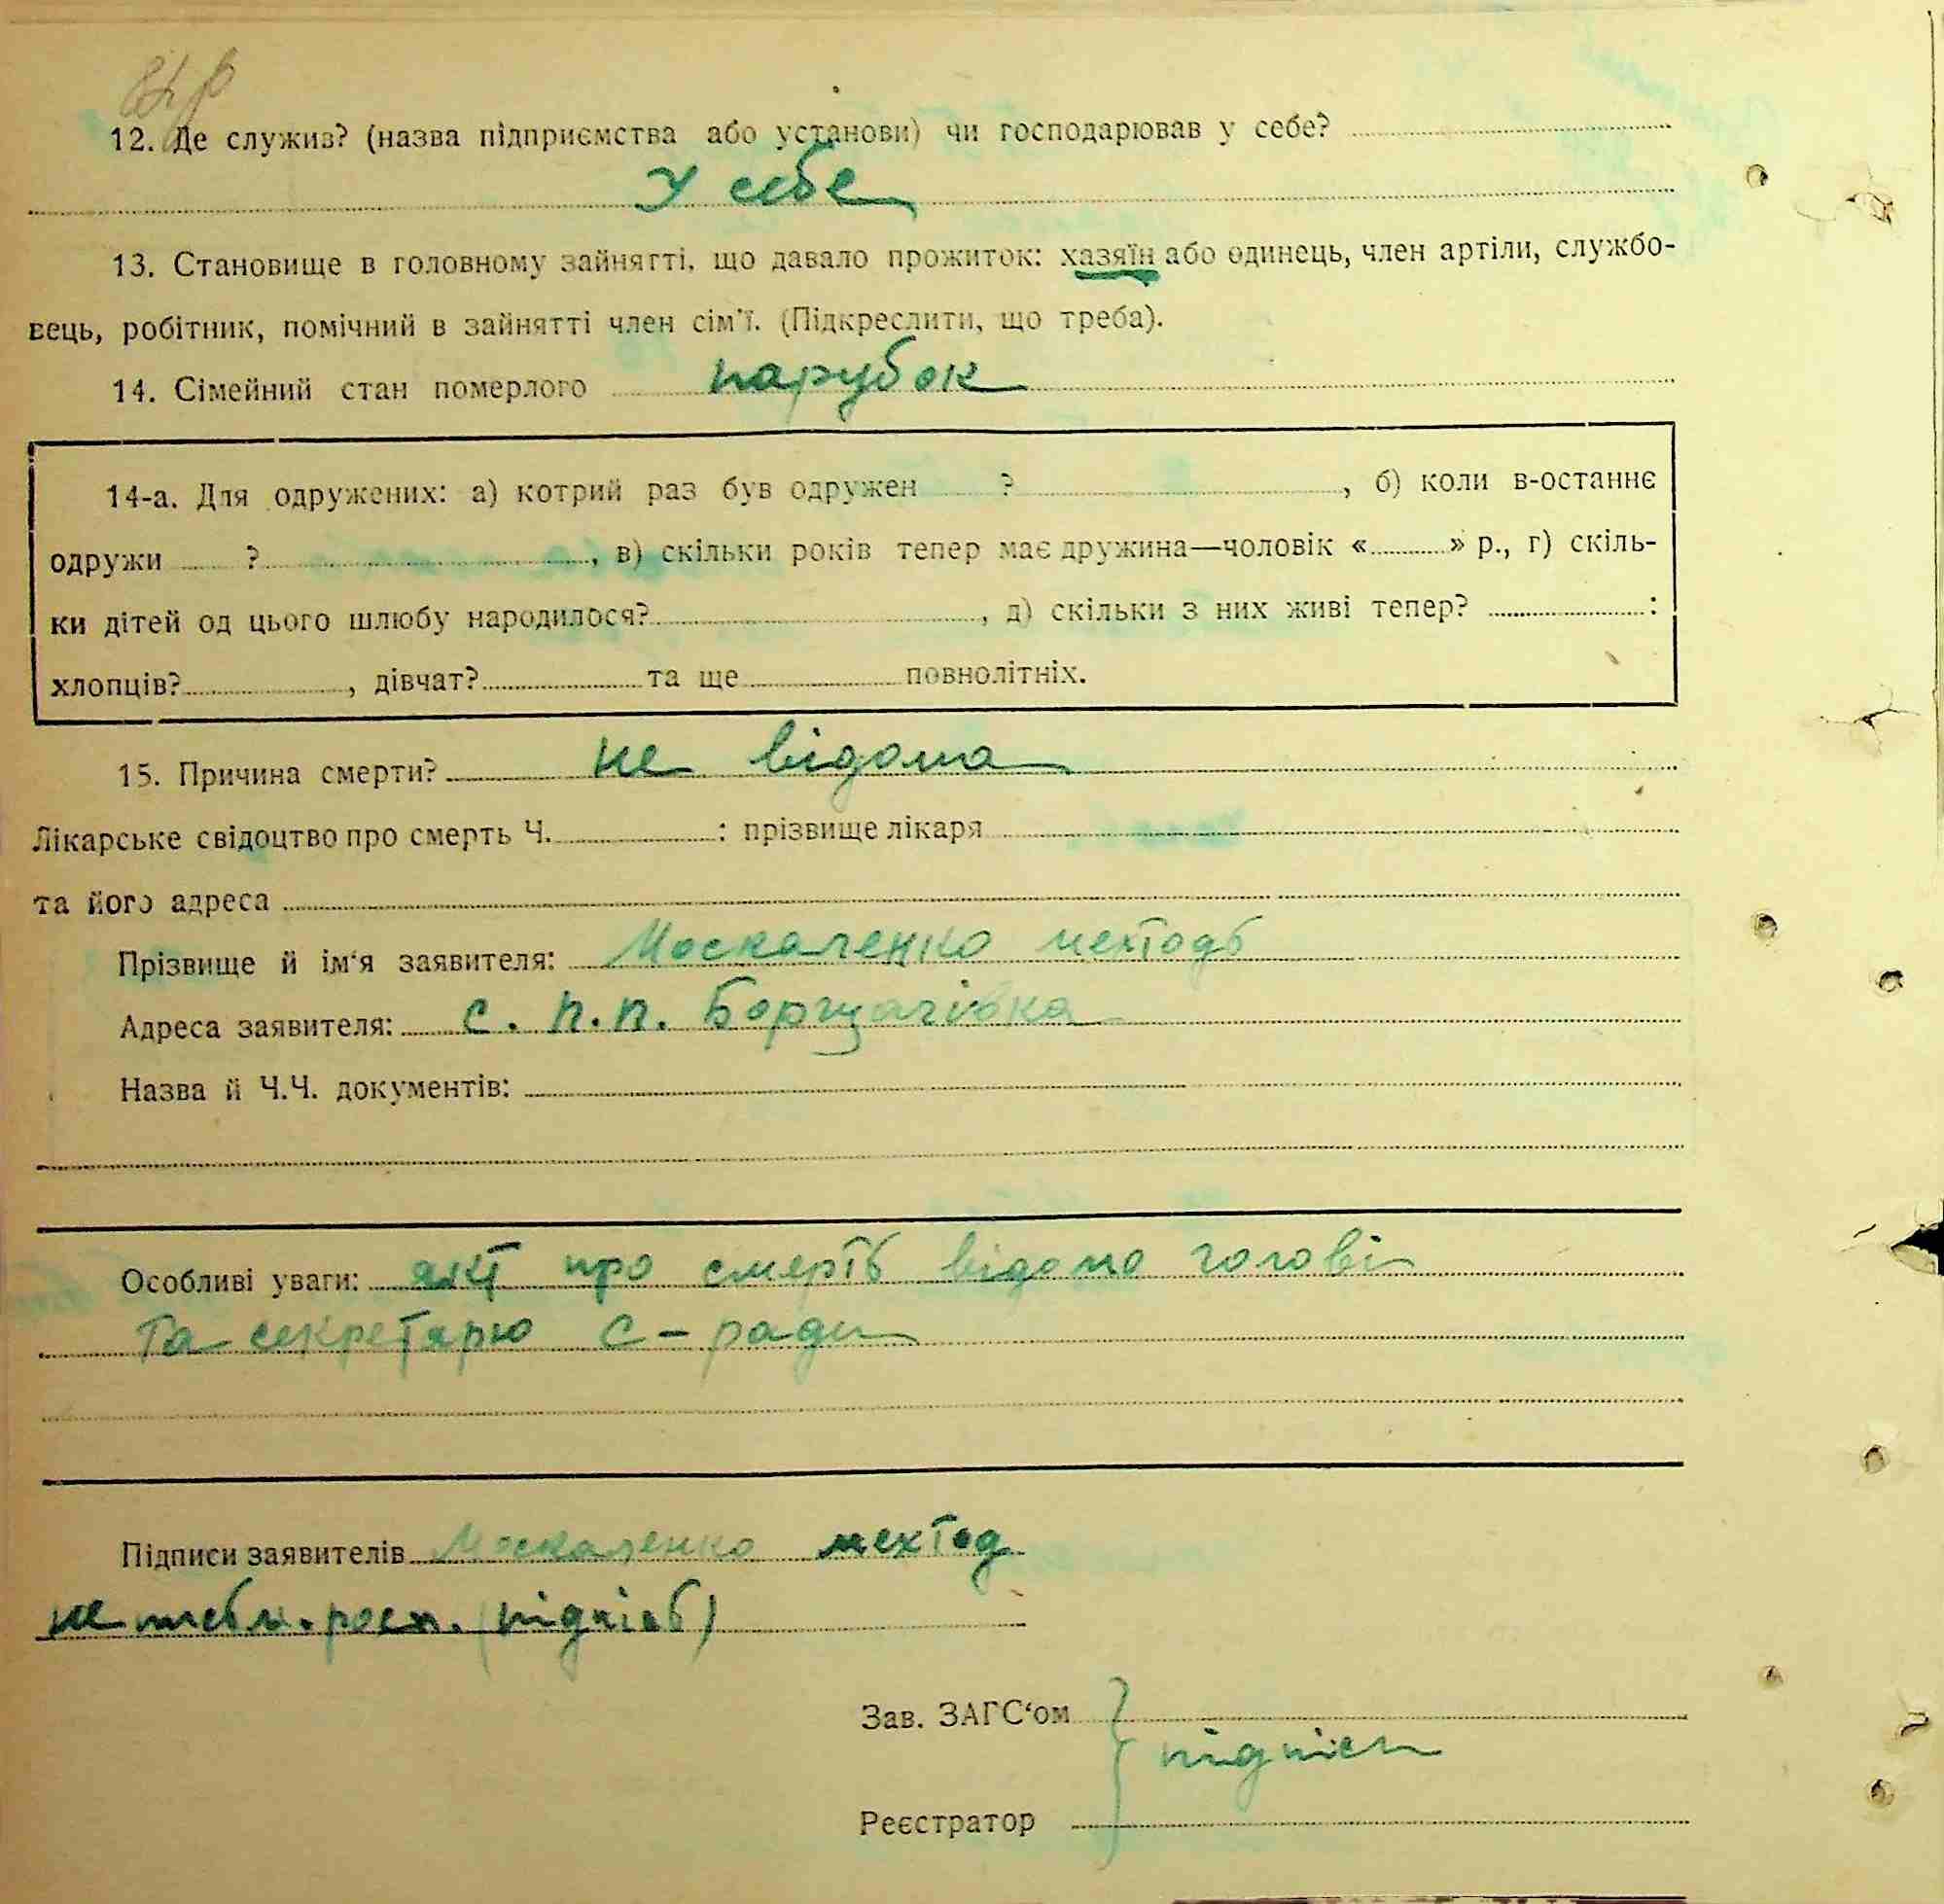 12. Де служив? (назва підприємства або установи) чи господарював у себе?
У себе
13. Становище в головному зайнятті, що давало прожиток: хазяїн або одинець, член артіли, службо-
вець, робітник, помічний в зайнятті член сім'ї. (Підкреслити, що треба).
14. Сімейний стан померлого парубок
14-а. Для одружених: а) котрий раз був одружен ? , б) коли в-останнє
одружи ? , в) скільки років тепер має дружина—чоловік « » р., г) скіль-
ки дітей од цього шлюбу народилося? , д) скільки з них живі тепер? :
хлопців? , дівчат? та ще повнолітніх.
15. Причина смерти? не відома
Лікарське свідоцтво про смерть Ч. : прізвище лікаря
та його адреса
Прізвище й ім'я заявителя: Москаленко мехтодь
Адреса заявителя: с. п.п. Борщагівка
Назва й Ч.Ч. документів:
Особливі уваги: акт про смерть відомо голові
Та секретарю с-ради
Підписи заявителів Москаленко мехтод
не
Зав. ЗАГС'ом
підписи
Реєстратор